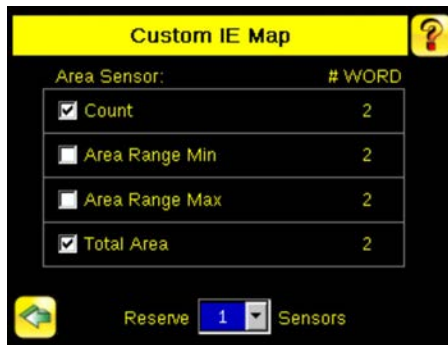 Custom IE Map
?
Area Sensor: # WORD
Count 2
Area Range Min 2
Area Range Max 2
Total Area 2
Reserve 1 Sensors